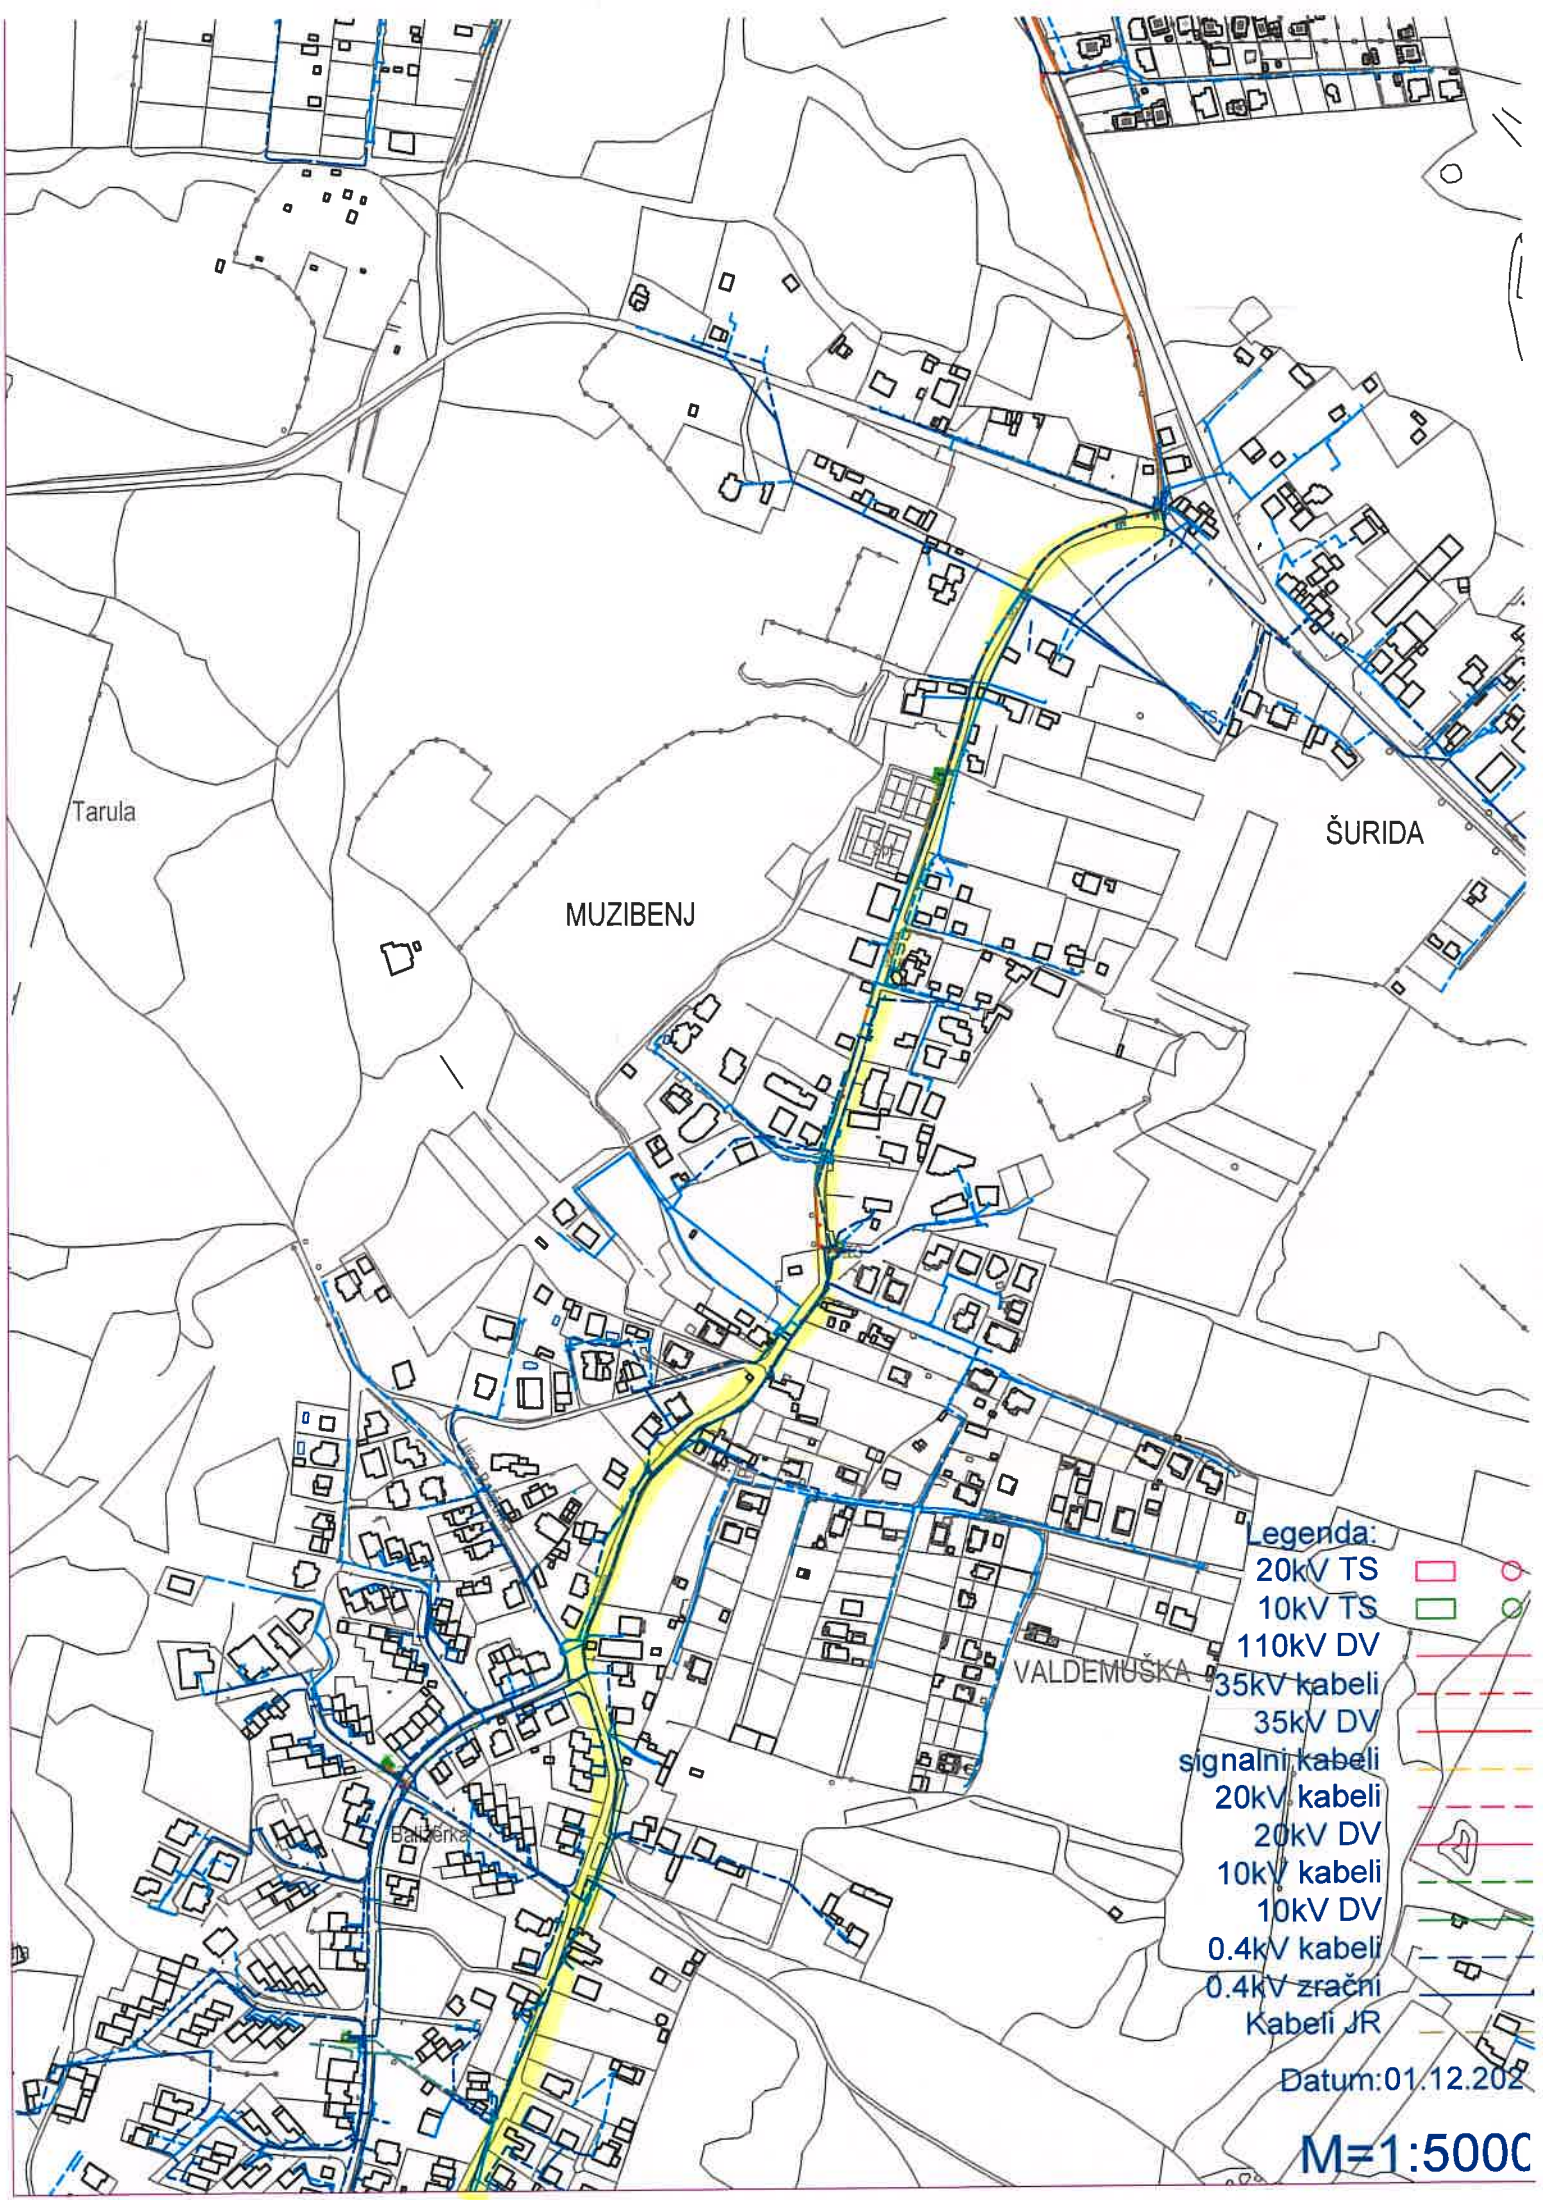 Tarula
ŠURIDA
MUZIBENJ
VALDEMUŠKA
Balizerka
Legenda:
20kV TS
10kV TS
110kV DV
35kV kabeli
35kV DV
signalni kabeli
20kV kabeli
20kV DV
10kV kabeli
10kV DV
0.4kV kabeli
0.4kV zračni
Kabeli JR
Datum:01.12.202
M=1:5000